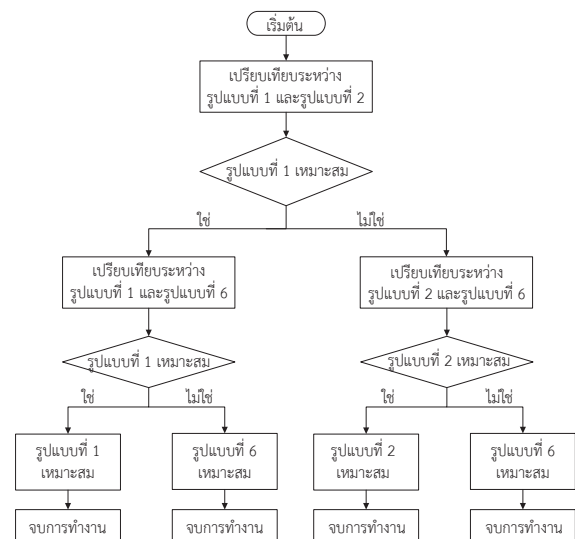 เริ่มต้น
เปรียบเทียบระหว่าง
รูปแบบที่ 1 และรูปแบบที่ 2
รูปแบบที่ 1 เหมาะสม
ใช่
ไม่ใช่
เปรียบเทียบระหว่าง
รูปแบบที่ 1 และรูปแบบที่ 6
เปรียบเทียบระหว่าง
รูปแบบที่ 2 และรูปแบบที่ 6
รูปแบบที่ 1 เหมาะสม
รูปแบบที่ 2 เหมาะสม
ใช่
ไม่ใช่
ใช่
ไม่ใช่
รูปแบบที่ 1
เหมาะสม
รูปแบบที่ 6
เหมาะสม
รูปแบบที่ 2
เหมาะสม
รูปแบบที่ 6
เหมาะสม
จบการทำงาน
จบการทำงาน
จบการทำงาน
จบการทำงาน